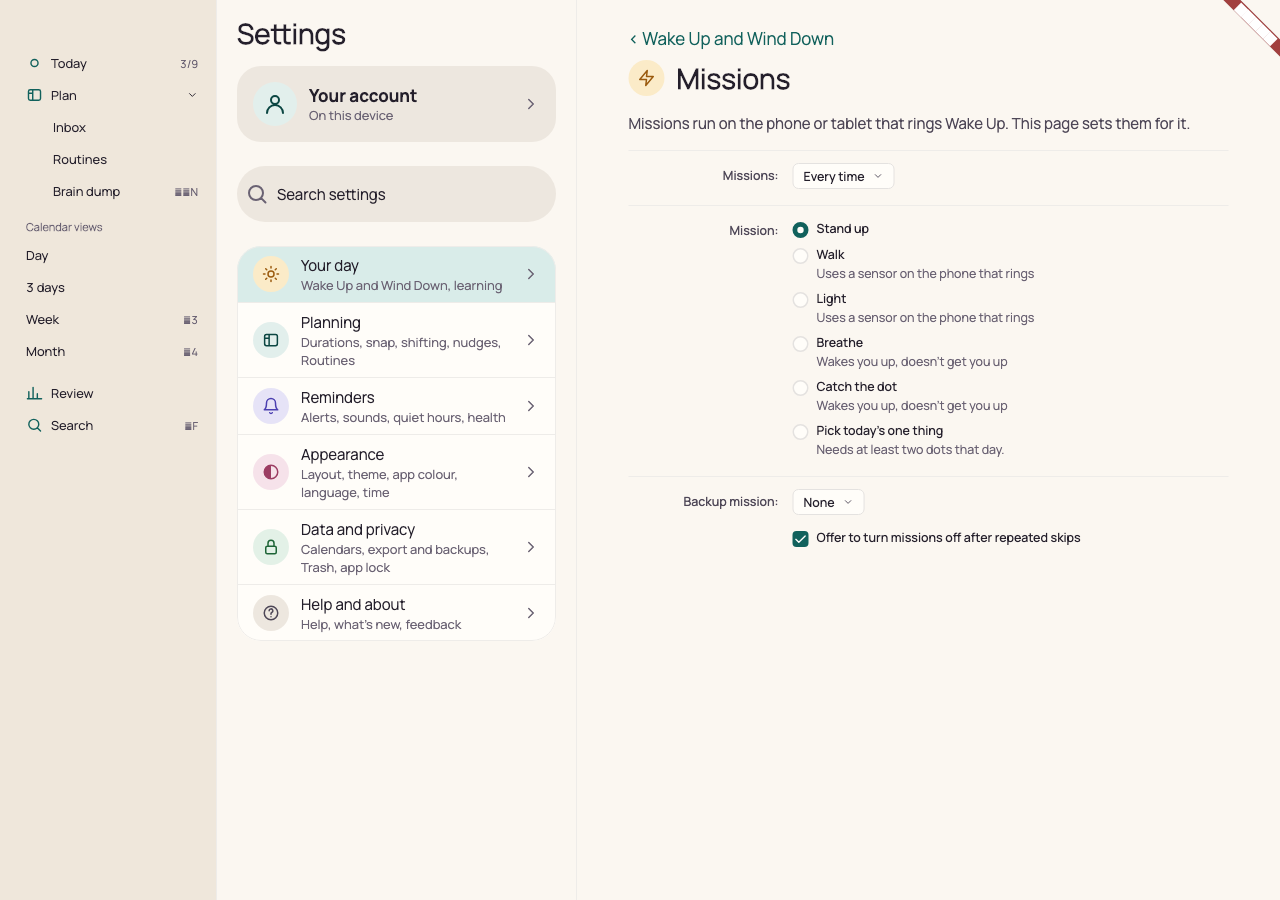 Today 3/9
Plan
Inbox
Routines
Brain dump N
Calendar views
Day
3 days
Week 3
Month 4
Review
Search F
Settings
Your account
On this device
Search settings
Your day
Wake Up and Wind Down, learning
Planning
Durations, snap, shifting, nudges,
Routines
Reminders
Alerts, sounds, quiet hours, health
Appearance
Layout, theme, app colour,
language, time
Data and privacy
Calendars, export and backups,
Trash, app lock
Help and about
Help, what's new, feedback
‹ Wake Up and Wind Down
Missions
Missions run on the phone or tablet that rings Wake Up. This page sets them for it.
Missions: Every time
Mission: Stand up
Walk
Uses a sensor on the phone that rings
Light
Uses a sensor on the phone that rings
Breathe
Wakes you up, doesn't get you up
Catch the dot
Wakes you up, doesn't get you up
Pick today's one thing
Needs at least two dots that day.
Backup mission: None
Offer to turn missions off after repeated skips